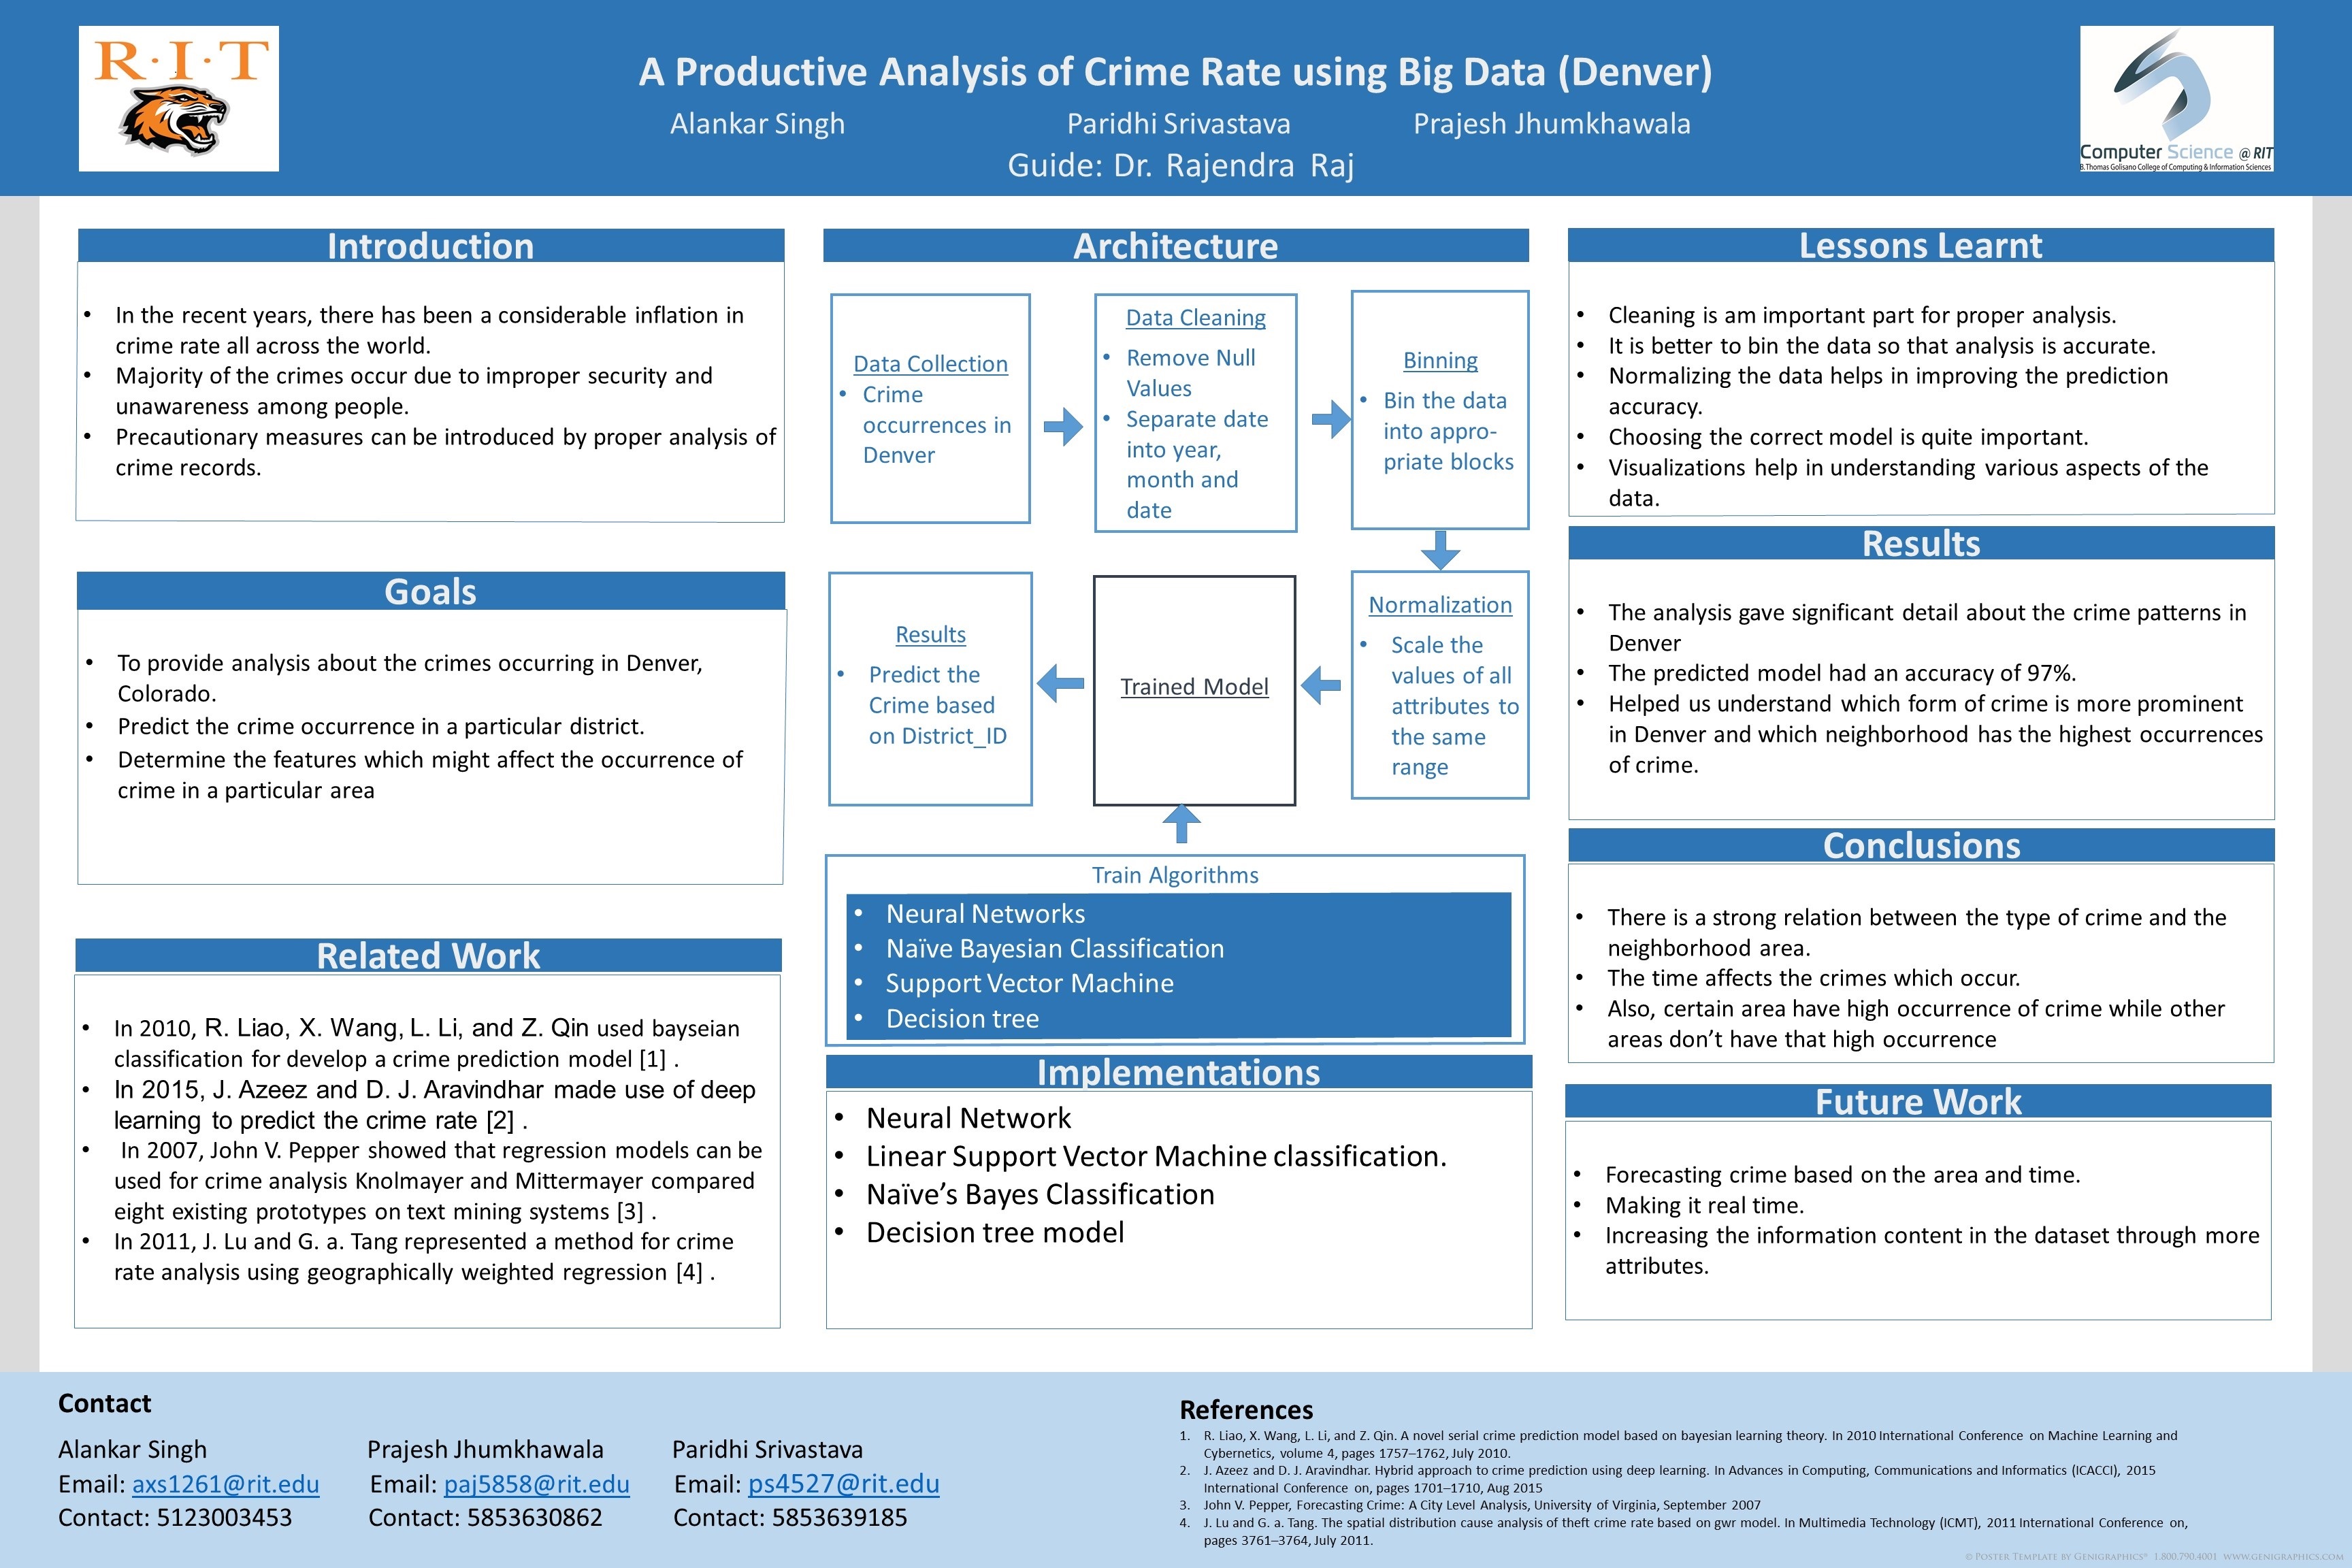 R·I·T
A Productive Analysis of Crime Rate using Big Data (Denver)
Alankar Singh Paridhi Srivastava Prajesh Jhumkhawala
Guide: Dr. Rajendra Raj
Computer Science @ RIT
B.Thomas Golisano College of Computing & Information Sciences
Introduction
• In the recent years, there has been a considerable inflation in
crime rate all across the world.
• Majority of the crimes occur due to improper security and
unawareness among people.
• Precautionary measures can be introduced by proper analysis of
crime records.
Goals
• To provide analysis about the crimes occurring in Denver,
Colorado.
• Predict the crime occurrence in a particular district.
• Determine the features which might affect the occurrence of
crime in a particular area
Related Work
• In 2010, R. Liao, X. Wang, L. Li, and Z. Qin used bayseian
classification for develop a crime prediction model [1] .
• In 2015, J. Azeez and D. J. Aravindhar made use of deep
learning to predict the crime rate [2] .
• In 2007, John V. Pepper showed that regression models can be
used for crime analysis Knolmayer and Mittermayer compared
eight existing prototypes on text mining systems [3] .
• In 2011, J. Lu and G. a. Tang represented a method for crime
rate analysis using geographically weighted regression [4] .
Architecture
Data Collection
• Crime
occurrences in
Denver
Data Cleaning
• Remove Null
Values
• Separate date
into year,
month and
date
Binning
• Bin the data
into appro-
priate blocks
Normalization
• Scale the
values of all
attributes to
the same
range
Trained Model
Results
• Predict the
Crime based
on District_ID
Train Algorithms
• Neural Networks
• Naïve Bayesian Classification
• Support Vector Machine
• Decision tree
Implementations
• Neural Network
• Linear Support Vector Machine classification.
• Naïve’s Bayes Classification
• Decision tree model
Lessons Learnt
• Cleaning is am important part for proper analysis.
• It is better to bin the data so that analysis is accurate.
• Normalizing the data helps in improving the prediction
accuracy.
• Choosing the correct model is quite important.
• Visualizations help in understanding various aspects of the
data.
Results
• The analysis gave significant detail about the crime patterns in
Denver
• The predicted model had an accuracy of 97%.
• Helped us understand which form of crime is more prominent
in Denver and which neighborhood has the highest occurrences
of crime.
Conclusions
• There is a strong relation between the type of crime and the
neighborhood area.
• The time affects the crimes which occur.
• Also, certain area have high occurrence of crime while other
areas don’t have that high occurrence
Future Work
• Forecasting crime based on the area and time.
• Making it real time.
• Increasing the information content in the dataset through more
attributes.
Contact
Alankar Singh Prajesh Jhumkhawala Paridhi Srivastava
Email: axs1261@rit.edu Email: paj5858@rit.edu Email: ps4527@rit.edu
Contact: 5123003453 Contact: 5853630862 Contact: 5853639185
References
1. R. Liao, X. Wang, L. Li, and Z. Qin. A novel serial crime prediction model based on bayesian learning theory. In 2010 International Conference on Machine Learning and
Cybernetics, volume 4, pages 1757–1762, July 2010.
2. J. Azeez and D. J. Aravindhar. Hybrid approach to crime prediction using deep learning. In Advances in Computing, Communications and Informatics (ICACCI), 2015
International Conference on, pages 1701–1710, Aug 2015
3. John V. Pepper, Forecasting Crime: A City Level Analysis, University of Virginia, September 2007
4. J. Lu and G. a. Tang. The spatial distribution cause analysis of theft crime rate based on gwr model. In Multimedia Technology (ICMT), 2011 International Conference on,
pages 3761–3764, July 2011.
© Poster Template by Genigraphics® 1.800.790.4001 www.genigraphics.com